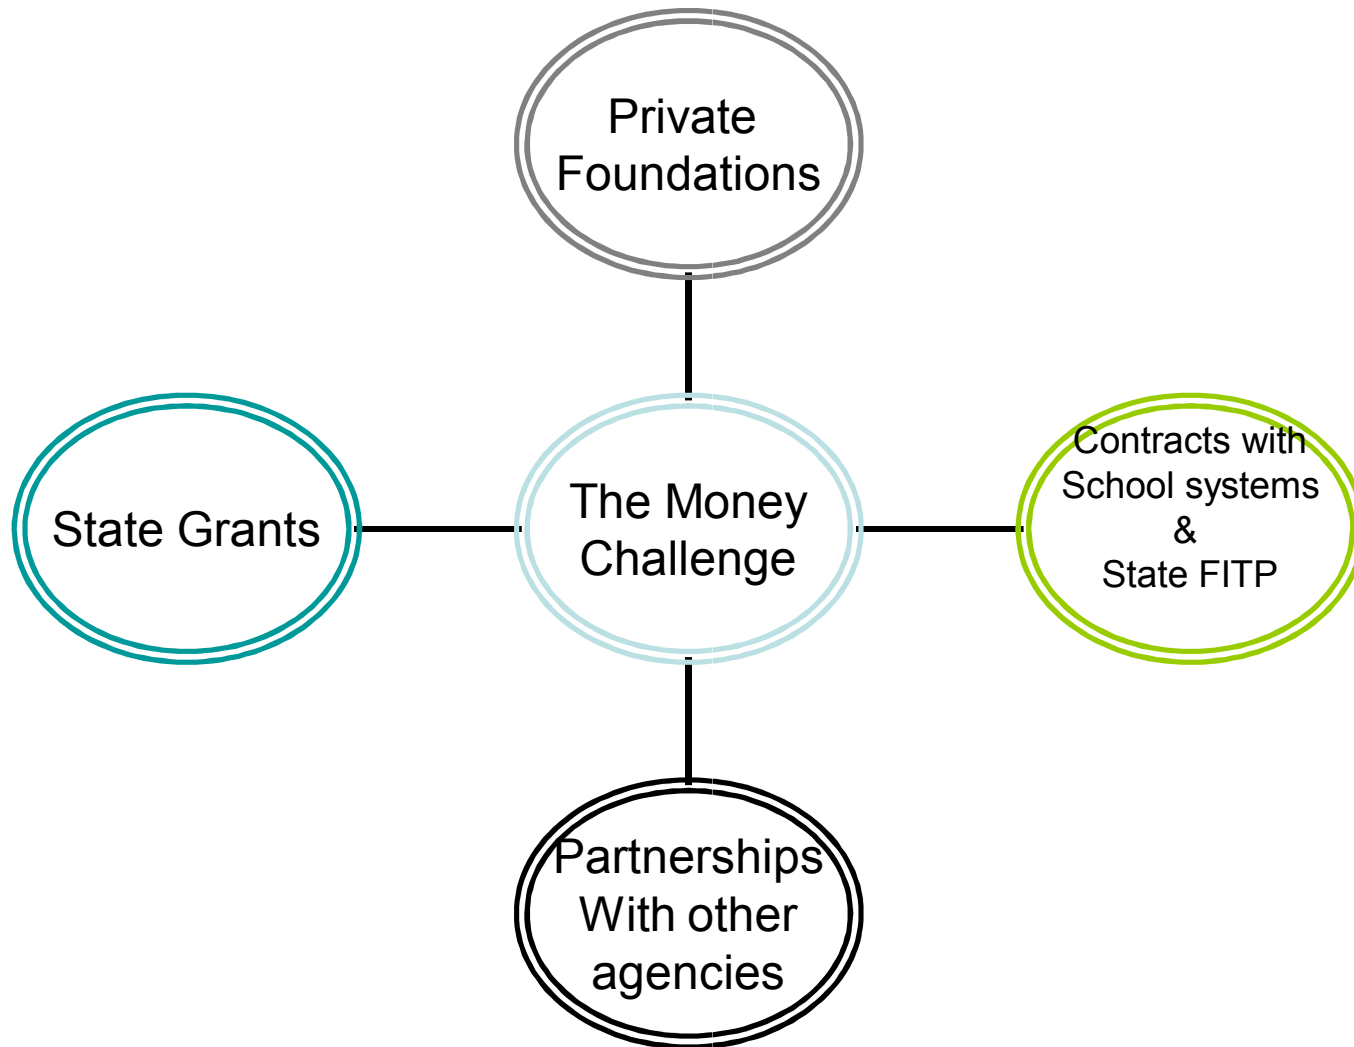 Private
Foundations
State Grants
The Money
Challenge
Contracts with
School systems
&
State FITP
Partnerships
With other
agencies